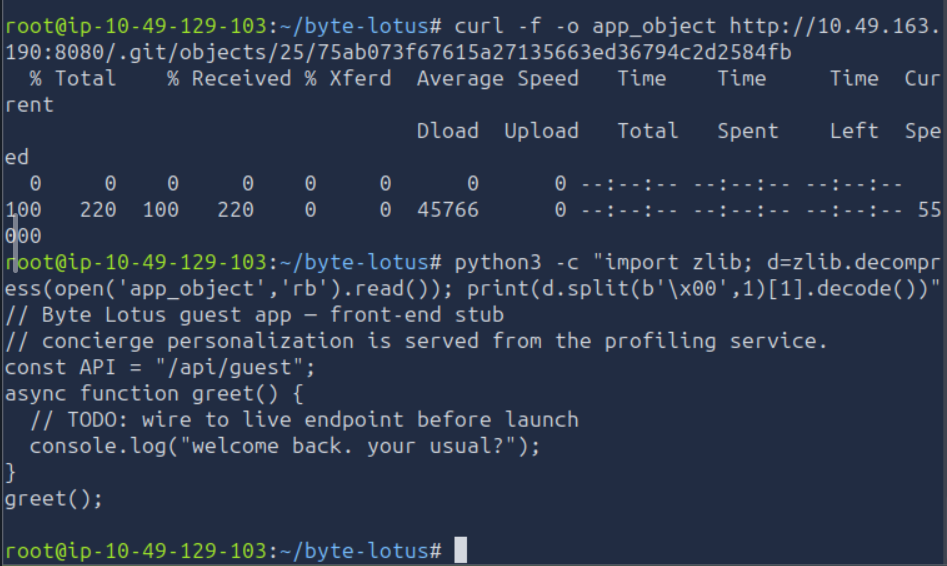 root@ip-10-49-129-103:~/byte-lotus# curl -f -o app_object http://10.49.163.
190:8080/.git/objects/25/75ab073f67615a27135663ed36794c2d2584fb
  % Total    % Received % Xferd  Average Speed   Time    Time     Time  Cur
rent
                                 Dload  Upload   Total   Spent    Left  Spe
ed
  0     0    0     0    0     0      0      0 --:--:-- --:--:-- --:--:--
100   220  100   220    0     0  45766      0 --:--:-- --:--:-- --:--:-- 55
000
root@ip-10-49-129-103:~/byte-lotus# python3 -c "import zlib; d=zlib.decompr
ess(open('app_object','rb').read()); print(d.split(b'\x00',1)[1].decode())"
// Byte Lotus guest app — front-end stub
// concierge personalization is served from the profiling service.
const API = "/api/guest";
async function greet() {
  // TODO: wire to live endpoint before launch
  console.log("welcome back. your usual?");
}
greet();
root@ip-10-49-129-103:~/byte-lotus#